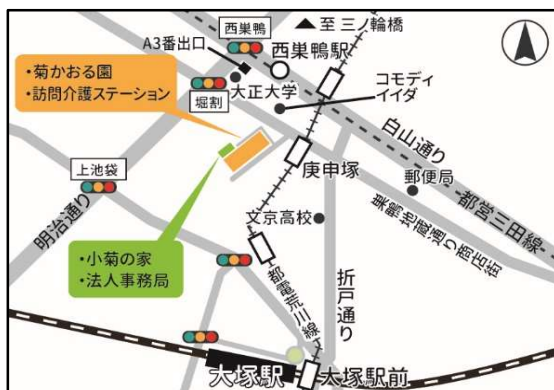 西巣鴨
至 三ノ輪橋
A3番出口
西巣鴨駅
・菊かおる園
・訪問介護ステーション
大正大学
コモディ
イイダ
堀割
白山通り
上池袋
庚申塚
郵便局
都営三田線
明治通り
文京高校
巣鴨地蔵通り商店街
・小菊の家
・法人事務局
都電荒川線
折戸通り
大塚駅
大塚駅前